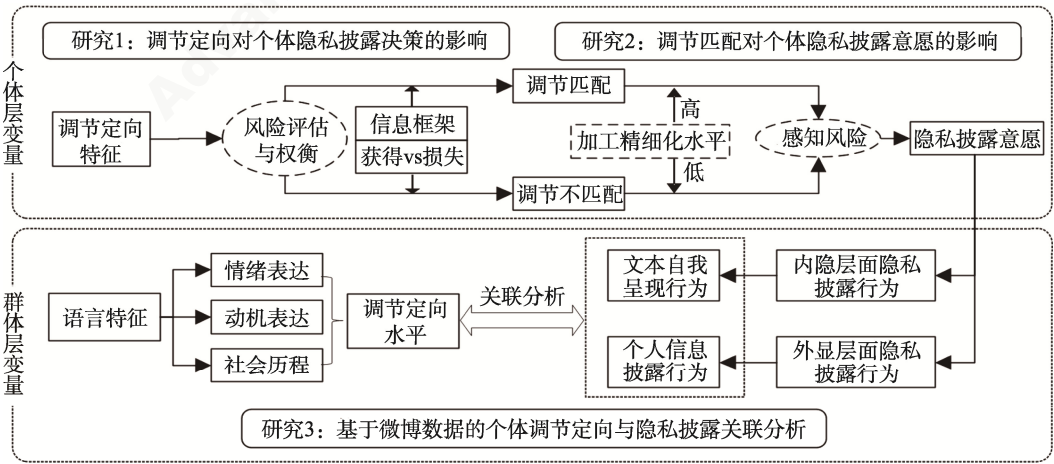 个体层变量
研究1：调节定向对个体隐私披露决策的影响
研究2：调节匹配对个体隐私披露意愿的影响
调节定向
特征
风险评估
与权衡
信息框架
获得vs损失
调节匹配
调节不匹配
高
加工精细化水平
低
感知风险
隐私披露意愿
群体层变量
语言特征
情绪表达
动机表达
社会历程
调节定向
水平
关联分析
文本自我
呈现行为
个人信息
披露行为
内隐层面隐私
披露行为
外显层面隐私
披露行为
研究3：基于微博数据的个体调节定向与隐私披露关联分析